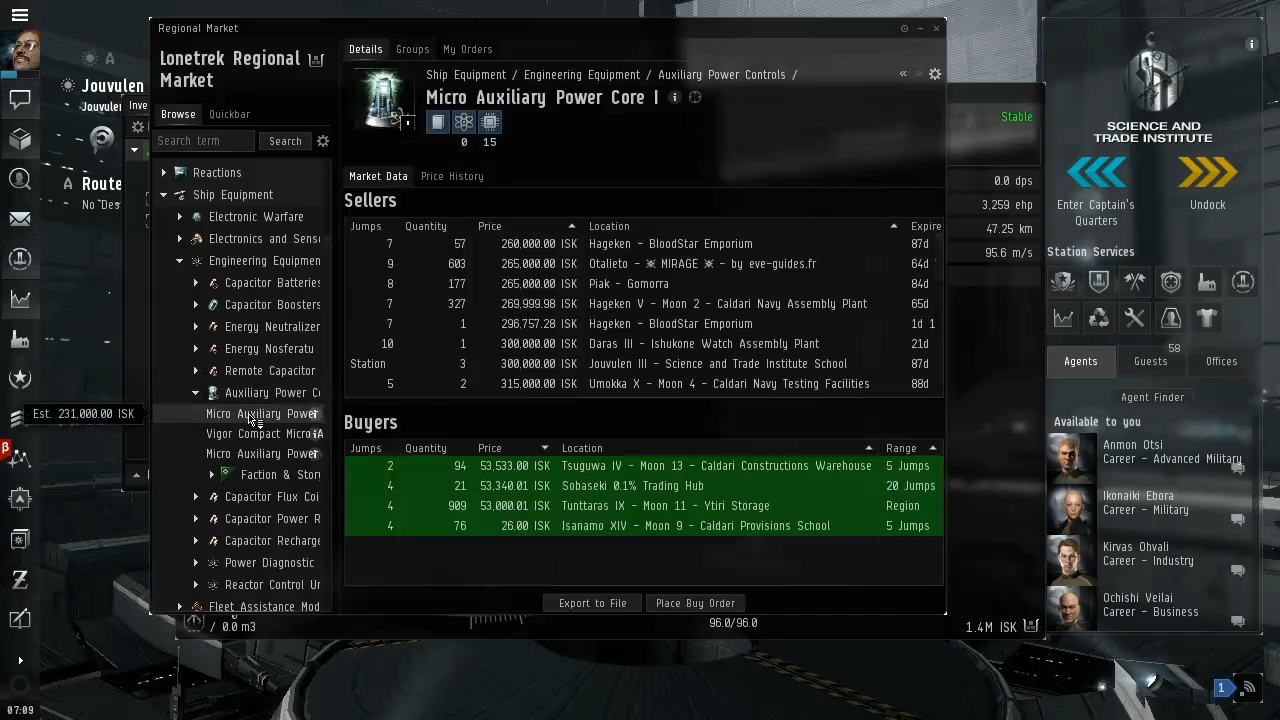 Regional Market
Lonetrek Regional
Market
Browse
Quickbar
Search term
Search
Reactions
Ship Equipment
Electronic Warfare
Electronics and Sens
Engineering Equipmen
Capacitor Batteries
Capacitor Boosters
Energy Neutralizer
Energy Nosferatu
Remote Capacitor
Auxiliary Power Co
Micro Auxiliary Power
Vigor Compact Micro A
Micro Auxiliary Power
Faction & Stor
Capacitor Flux Coi
Capacitor Power R
Capacitor Recharge
Power Diagnostic
Reactor Control Un
Fleet Assistance Mod
Est. 231,000.00 ISK
Details
Groups
My Orders
Ship Equipment / Engineering Equipment / Auxiliary Power Controls /
Micro Auxiliary Power Core I
0
15
Market Data
Price History
Sellers
Jumps Quantity Price Location Expire
7 57 260,000.00 ISK Hageken - BloodStar Emporium 87d
9 603 265,000.00 ISK Otalieto - ※ MIRAGE ※ - by eve-guides.fr 64d
8 177 265,000.00 ISK Piak - Gomorra 84d
7 327 269,999.98 ISK Hageken V - Moon 2 - Caldari Navy Assembly Plant 65d
7 1 296,757.28 ISK Hageken - BloodStar Emporium 1d 1
10 1 300,000.00 ISK Daras III - Ishukone Watch Assembly Plant 21d
Station 3 300,000.00 ISK Jouvulen III - Science and Trade Institute School 87d
5 2 315,000.00 ISK Umokka X - Moon 4 - Caldari Navy Testing Facilities 88d
Buyers
Jumps Quantity Price Location Range
2 94 53,533.00 ISK Tsuguwa IV - Moon 13 - Caldari Constructions Warehouse 5 Jumps
4 21 53,340.01 ISK Sobaseki 0.1% Trading Hub 20 Jumps
4 909 53,000.01 ISK Tunttaras IX - Moon 11 - Ytiri Storage Region
4 76 26.00 ISK Isanamo XIV - Moon 9 - Caldari Provisions School 5 Jumps
Export to File
Place Buy Order
/ 0.0 m3
96.0/96.0
1.4M ISK
Jouvulen
Jouvule
Inve
Route
No Des
A
A
β
07:09
Stable
0.0 dps
3,259 ehp
47.25 km
95.6 m/s
SCIENCE AND
TRADE INSTITUTE
Enter Captain's
Quarters
Undock
Station Services
58
Agents
Guests
Offices
Agent Finder
Available to you
Anmon Otsi
Career - Advanced Military
Ikonaiki Ebora
Career - Military
Kirvas Ohvali
Career - Industry
Ochishi Veilai
Career - Business
1